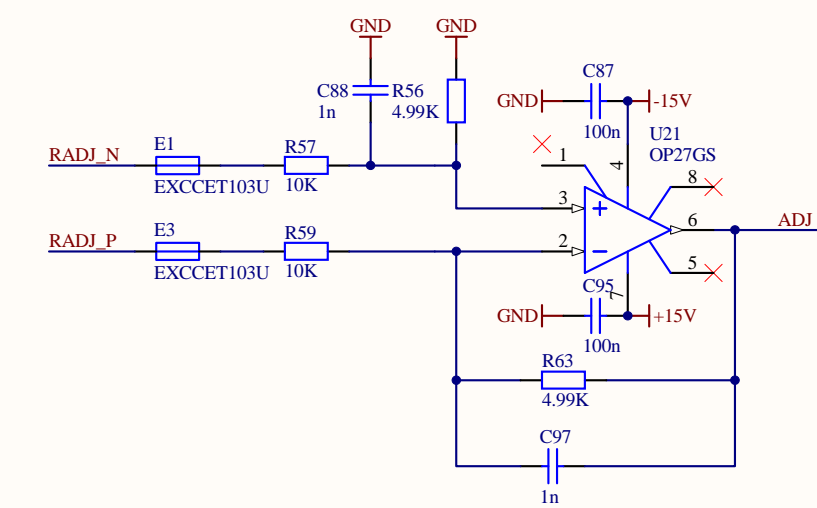 GND
GND
C88
1n
R56
4.99K
C87
GND
-15V
100n
U21
OP27GS
RADJ_N
E1
EXCCET103U
R57
10K
1
4
8
3
6
ADJ
RADJ_P
E3
EXCCET103U
R59
10K
2
5
C95
7
GND
+15V
100n
R63
4.99K
C97
1n